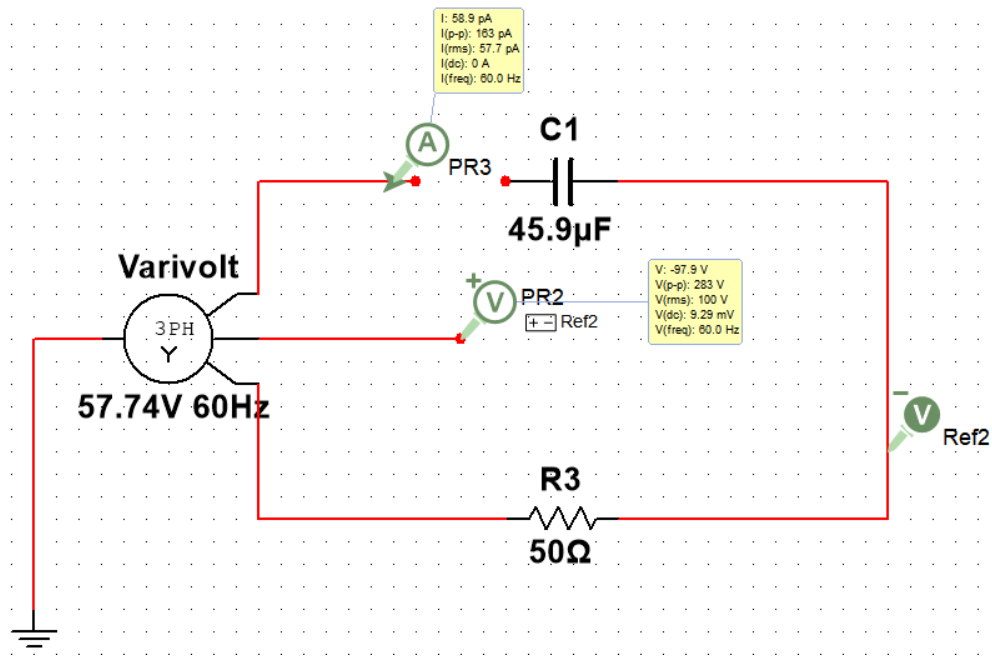 I: 58.9 pA
I(p-p): 163 pA
I(rms): 57.7 pA
I(dc): 0 A
I(freq): 60.0 Hz
A
PR3
C1
45.9µF
Varivolt
3PH
Y
57.74V 60Hz
+
V
PR2
+ −
Ref2
V: -97.9 V
V(p-p): 283 V
V(rms): 100 V
V(dc): 9.29 mV
V(freq): 60.0 Hz
−
V
Ref2
R3
50Ω